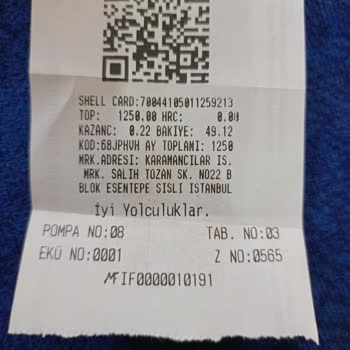 SHELL CARD:70044105011259213
TOP: 1250.00 HRC: 0.00
KAZANC: 0.22 BAKIYE: 49.12
KOD:68JPHVH AY TOPLAMI: 1250
MRK.ADRESI: KARAMANCILAR IS.
MRK. SALIH TOZAN SK. NO22 B
BLOK ESENTEPE SISLI ISTANBUL
İyi Yolculuklar.
POMPA NO:08 TAB. NO:03
EKÜ NO:0001 Z NO:0565
MF IF0000010191